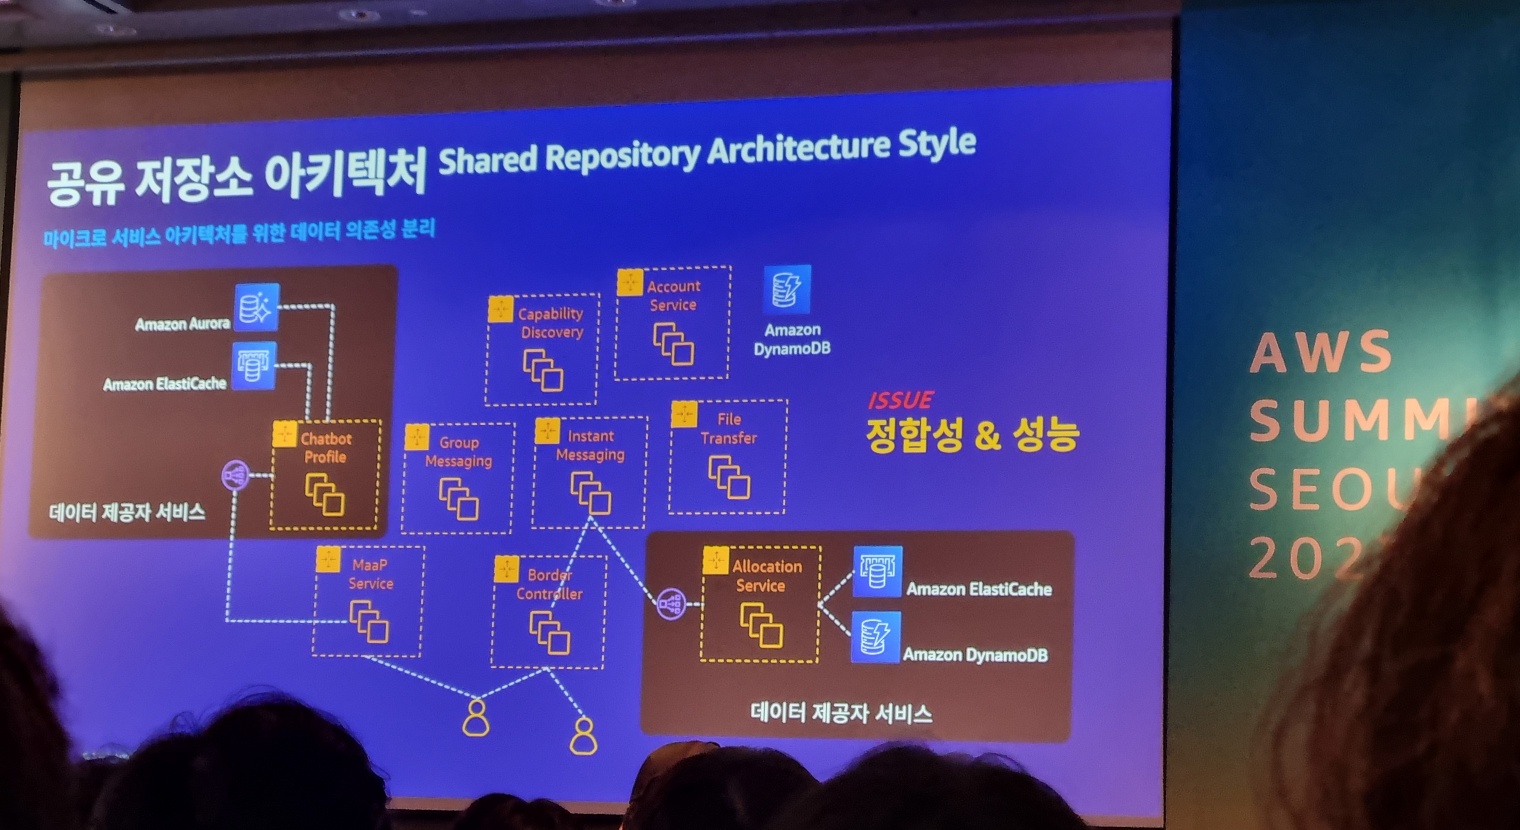 공유 저장소 아키텍처 Shared Repository Architecture Style
마이크로 서비스 아키텍처를 위한 데이터 의존성 분리
Amazon Aurora
Amazon ElastiCache
Chatbot
Profile
데이터 제공자 서비스
Capability
Discovery
Account
Service
Amazon
DynamoDB
Group
Messaging
Instant
Messaging
File
Transfer
ISSUE
정합성 & 성능
MaaP
Service
Border
Controller
Allocation
Service
Amazon ElastiCache
Amazon DynamoDB
데이터 제공자 서비스
AWS
SUMMI
SEOU
202